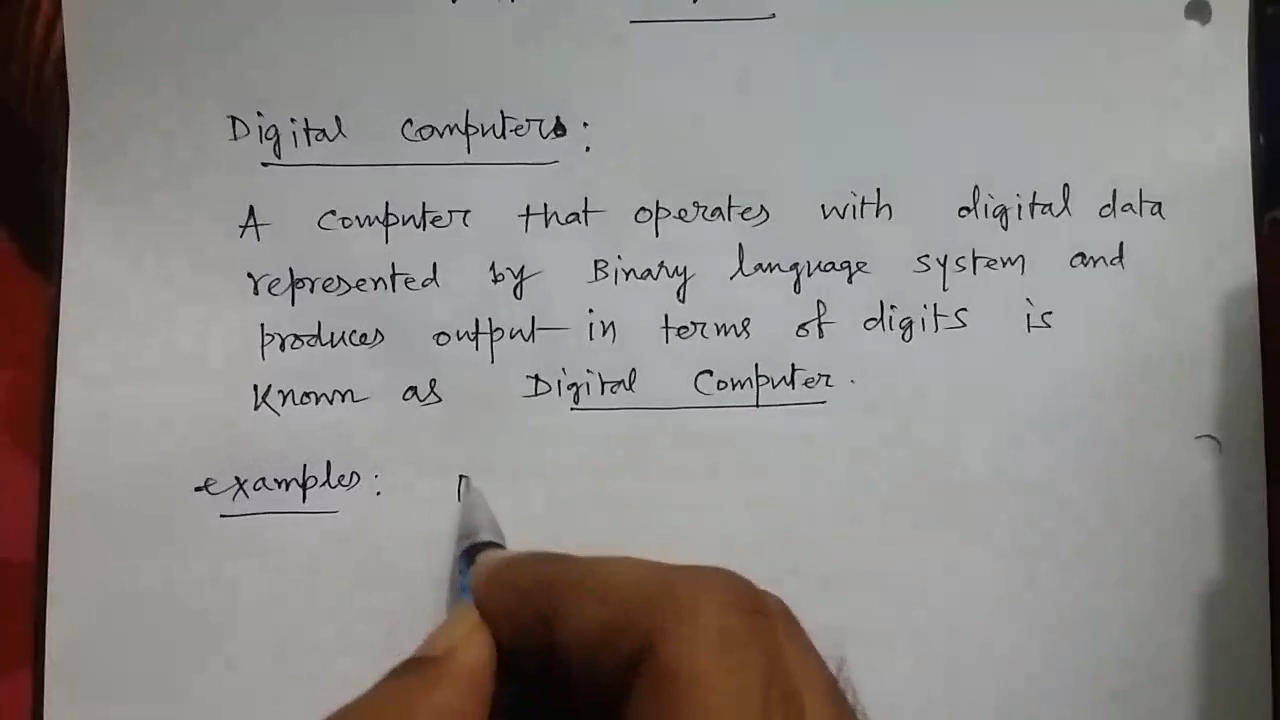 Digital Computer:
A computer that operates with digital data
represented by Binary language system and
produces output in terms of digits is
known as Digital Computer.
examples: